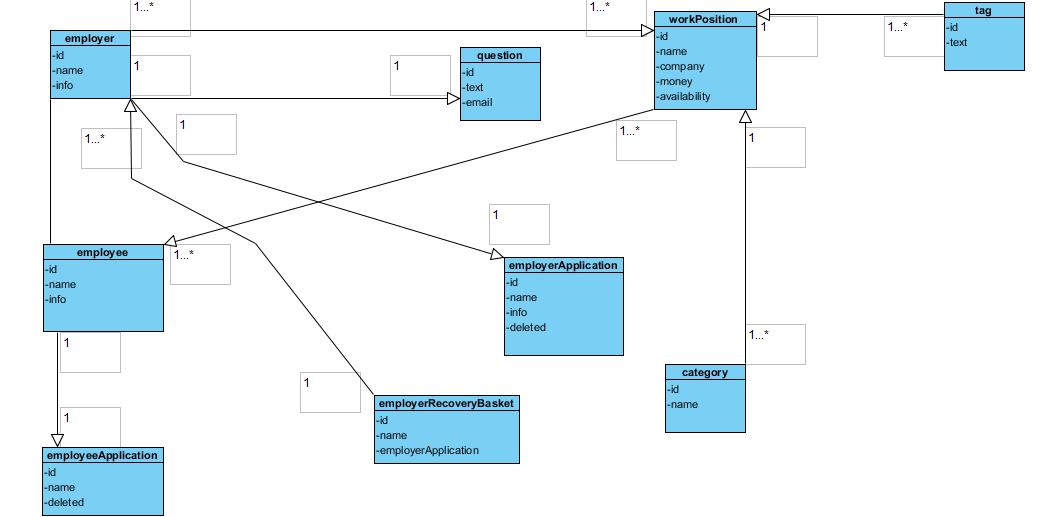 1...*
1...*
employer
-id
-name
-info
1
1
question
-id
-text
-email
workPosition
-id
-name
-company
-money
-availability
1
1...*
tag
-id
-text
1...*
1
1...*
1
employee
-id
-name
-info
1...*
1
employerApplication
-id
-name
-info
-deleted
1...*
category
-id
-name
1
1
employerRecoveryBasket
-id
-name
-employerApplication
1
employeeApplication
-id
-name
-deleted